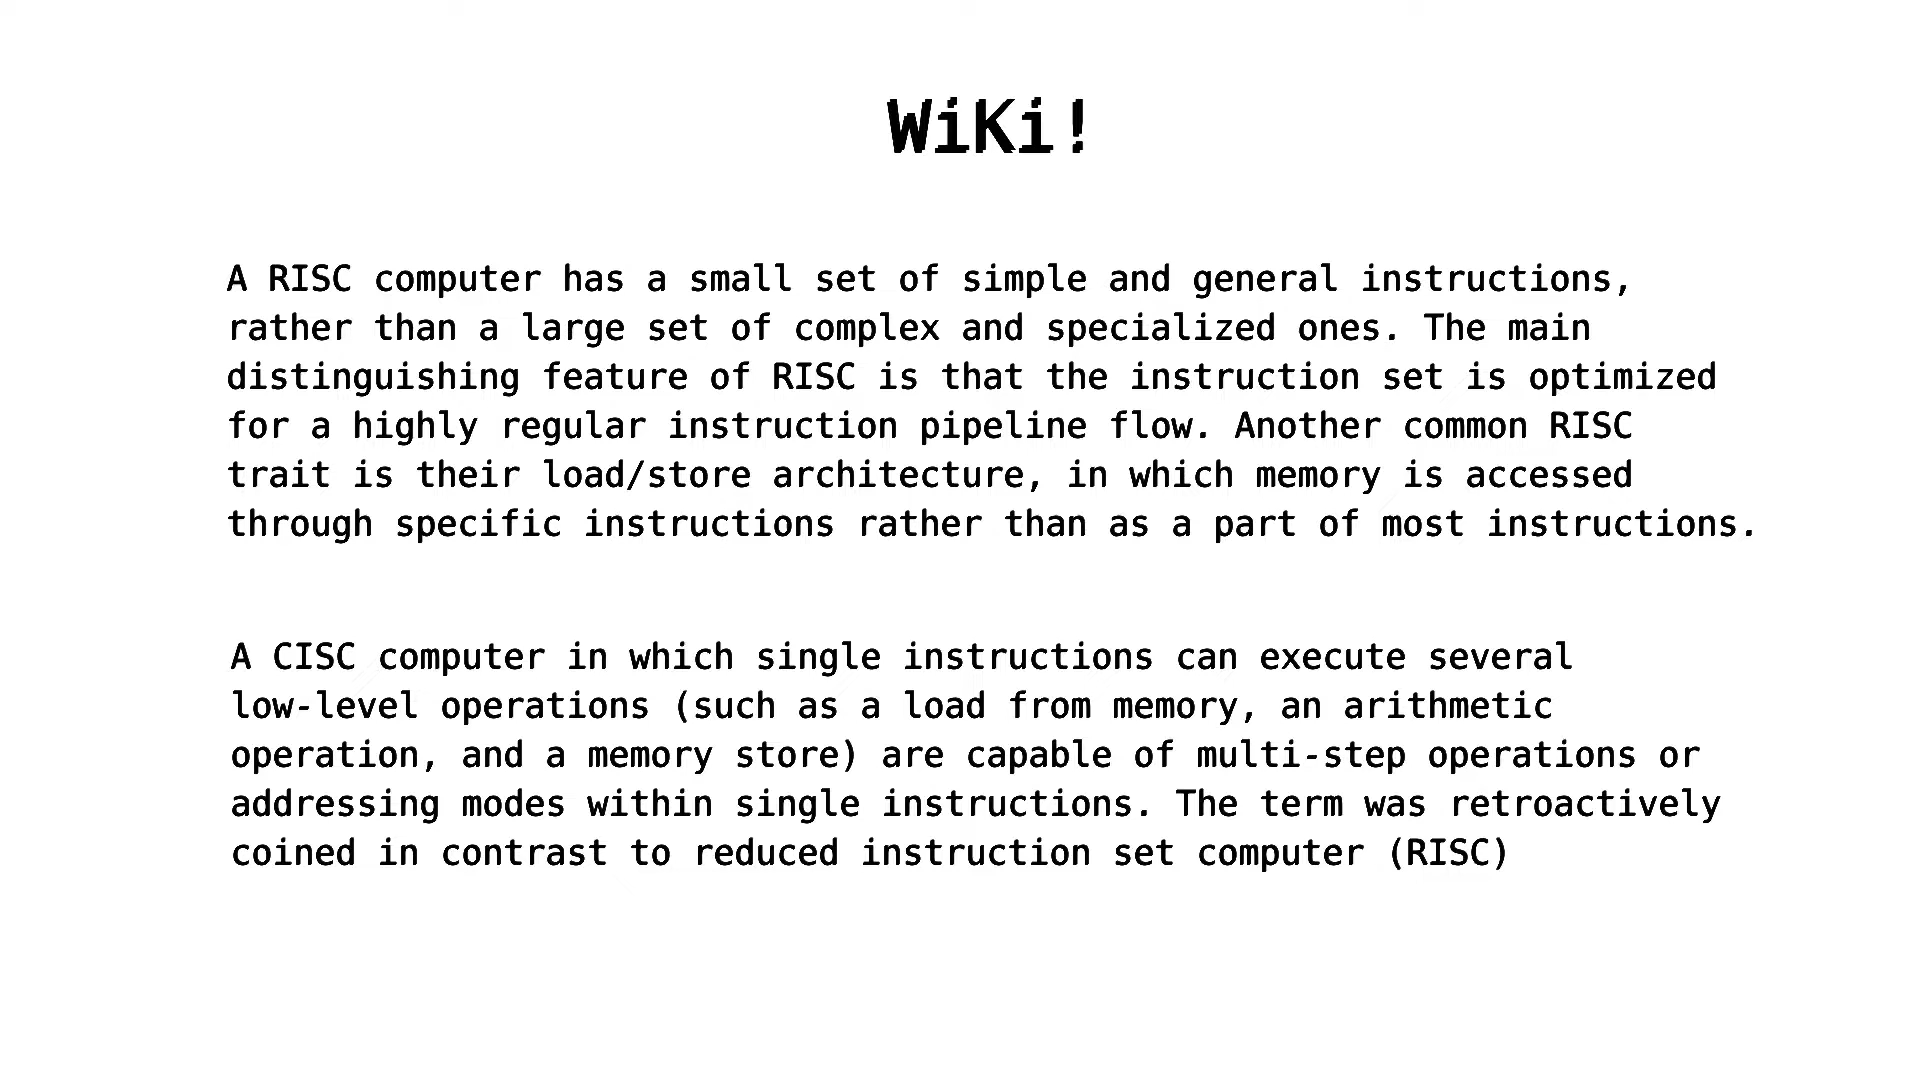 WiKi!
A RISC computer has a small set of simple and general instructions,
rather than a large set of complex and specialized ones. The main
distinguishing feature of RISC is that the instruction set is optimized
for a highly regular instruction pipeline flow. Another common RISC
trait is their load/store architecture, in which memory is accessed
through specific instructions rather than as a part of most instructions.
A CISC computer in which single instructions can execute several
low-level operations (such as a load from memory, an arithmetic
operation, and a memory store) are capable of multi-step operations or
addressing modes within single instructions. The term was retroactively
coined in contrast to reduced instruction set computer (RISC)